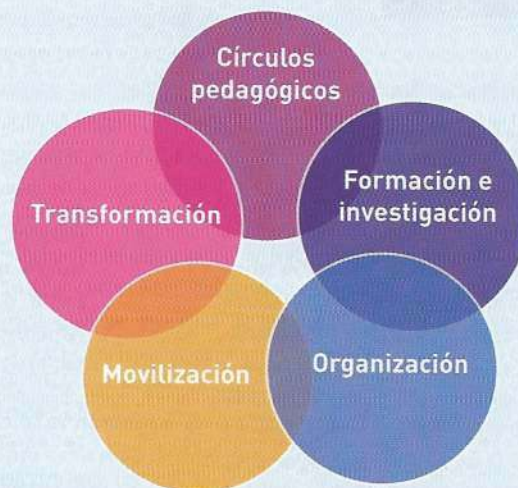 Círculos
pedagógicos
Formación e
investigación
Transformación
Organización
Movilización